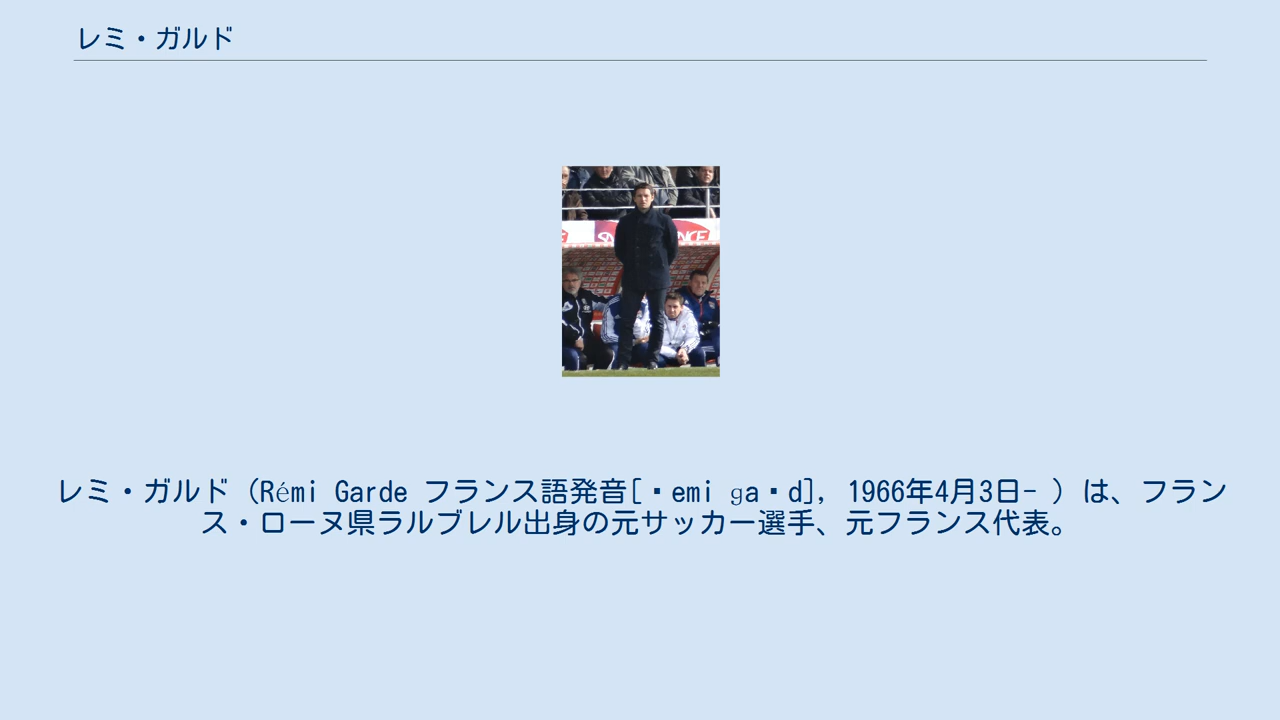 レミ・ガルド
レミ・ガルド（Rémi Garde フランス語発音[・emi ga・d], 1966年4月3日- ）は、フラン
ス・ローヌ県ラルブレル出身の元サッカー選手、元フランス代表。